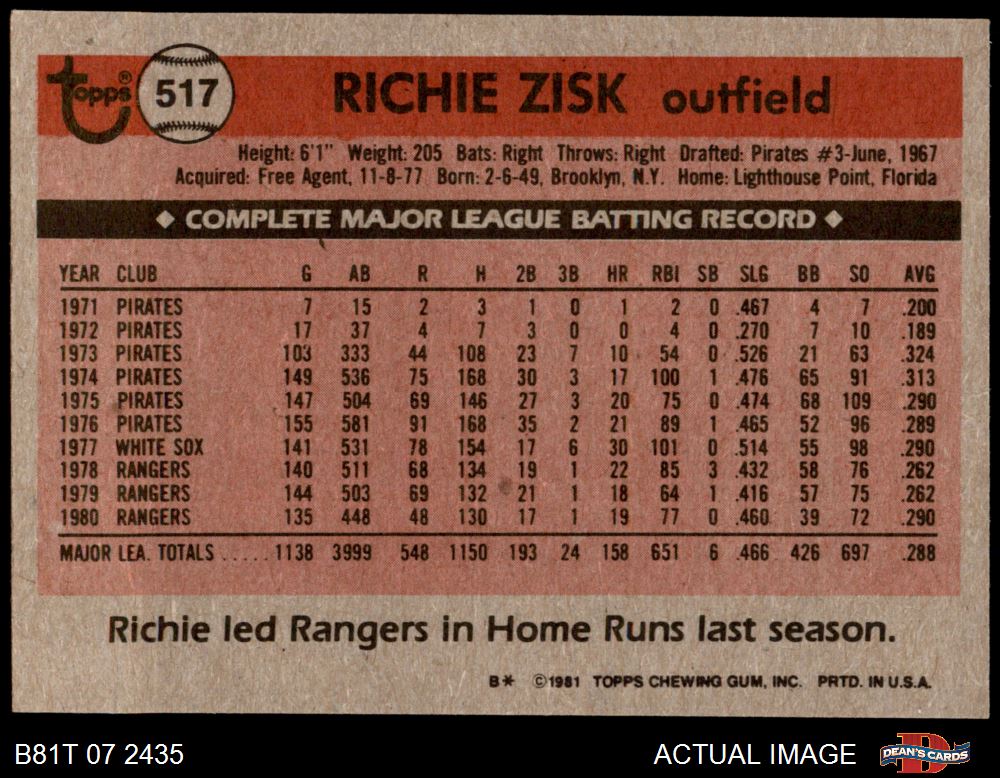 topps® 517 RICHIE ZISK outfield
Height: 6'1" Weight: 205 Bats: Right Throws: Right Drafted: Pirates #3-June, 1967
Acquired: Free Agent, 11-8-77 Born: 2-6-49, Brooklyn, N.Y. Home: Lighthouse Point, Florida
◆ COMPLETE MAJOR LEAGUE BATTING RECORD ◆
YEAR CLUB G AB R H 2B 3B HR RBI SB SLG BB SO AVG
1971 PIRATES 7 15 2 3 1 0 1 2 0 .467 4 7 .200
1972 PIRATES 17 37 4 7 3 0 0 4 0 .270 7 10 .189
1973 PIRATES 103 333 44 108 23 7 10 54 0 .526 21 63 .324
1974 PIRATES 149 536 75 168 30 3 17 100 1 .476 65 91 .313
1975 PIRATES 147 504 69 146 27 3 20 75 0 .474 68 109 .290
1976 PIRATES 155 581 91 168 35 2 21 89 1 .465 52 96 .289
1977 WHITE SOX 141 531 78 154 17 6 30 101 0 .514 55 98 .290
1978 RANGERS 140 511 68 134 19 1 22 85 3 .432 58 76 .262
1979 RANGERS 144 503 69 132 21 1 18 64 1 .416 57 75 .262
1980 RANGERS 135 448 48 130 17 1 19 77 0 .460 39 72 .290
MAJOR LEA. TOTALS ..... 1138 3999 548 1150 193 24 158 651 6 .466 426 697 .288
Richie led Rangers in Home Runs last season.
B* ©1981 TOPPS CHEWING GUM, INC. PRTD. IN U.S.A.
B81T 07 2435 ACTUAL IMAGE D DEAN'S CARDS